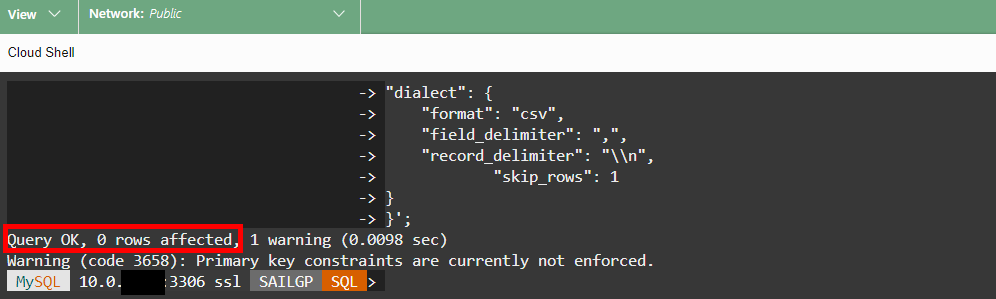 View Network: Public
Cloud Shell
-> "dialect": {
-> "format": "csv",
-> "field_delimiter": ",",
-> "record_delimiter": "\\n",
-> "skip_rows": 1
-> }
-> }';
Query OK, 0 rows affected, 1 warning (0.0098 sec)
Warning (code 3658): Primary key constraints are currently not enforced.
MySQL 10.0. :3306 ssl SAILGP SQL >